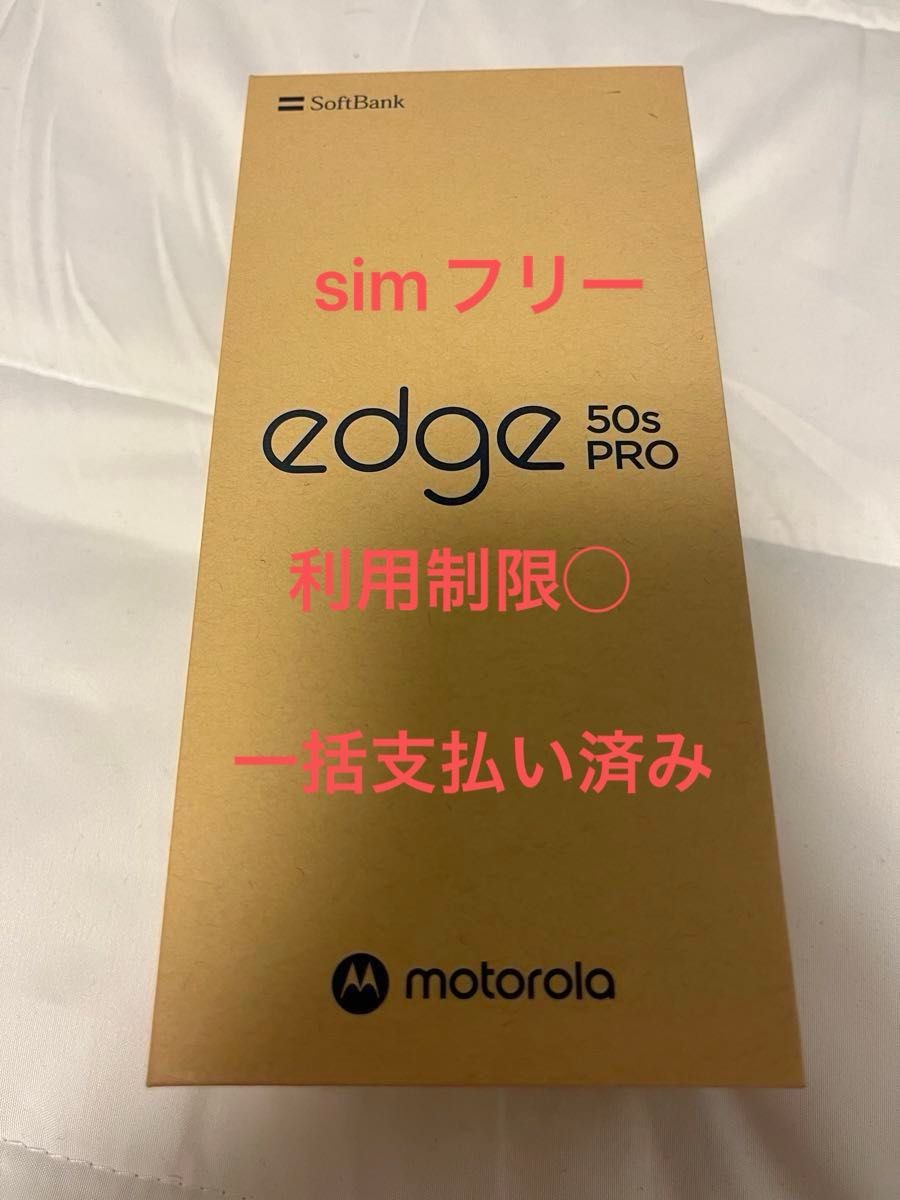 SoftBank
simフリー
edge 50s
PRO
利用制限◯
一括支払い済み
motorola